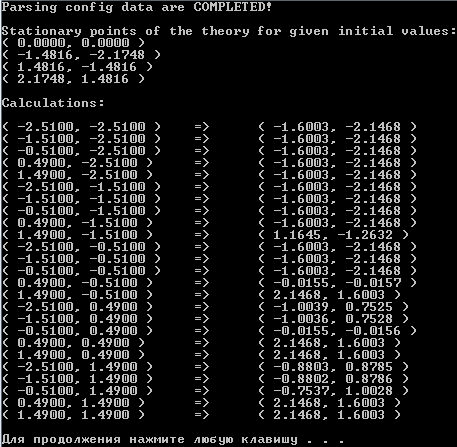 Parsing config data are COMPLETED!
Stationary points of the theory for given initial values:
( 0.0000, 0.0000 )
( -1.4816, -2.1748 )
( 1.4816, -1.4816 )
( 2.1748, 1.4816 )
Calculations:
( -2.5100, -2.5100 ) => ( -1.6003, -2.1468 )
( -1.5100, -2.5100 ) => ( -1.6003, -2.1468 )
( -0.5100, -2.5100 ) => ( -1.6003, -2.1468 )
( 0.4900, -2.5100 ) => ( -1.6003, -2.1468 )
( 1.4900, -2.5100 ) => ( -1.6003, -2.1468 )
( -2.5100, -1.5100 ) => ( -1.6003, -2.1468 )
( -1.5100, -1.5100 ) => ( -1.6003, -2.1468 )
( -0.5100, -1.5100 ) => ( -1.6003, -2.1468 )
( 0.4900, -1.5100 ) => ( -1.6003, -2.1468 )
( 1.4900, -1.5100 ) => ( 1.1645, -1.2632 )
( -2.5100, -0.5100 ) => ( -1.6003, -2.1468 )
( -1.5100, -0.5100 ) => ( -1.6003, -2.1468 )
( -0.5100, -0.5100 ) => ( -1.6003, -2.1468 )
( 0.4900, -0.5100 ) => ( -0.0155, -0.0157 )
( 1.4900, -0.5100 ) => ( 2.1468, 1.6003 )
( -2.5100, 0.4900 ) => ( -1.0039, 0.7525 )
( -1.5100, 0.4900 ) => ( -1.0036, 0.7528 )
( -0.5100, 0.4900 ) => ( -0.0155, -0.0156 )
( 0.4900, 0.4900 ) => ( 2.1468, 1.6003 )
( 1.4900, 0.4900 ) => ( 2.1468, 1.6003 )
( -2.5100, 1.4900 ) => ( -0.8803, 0.8785 )
( -1.5100, 1.4900 ) => ( -0.8802, 0.8786 )
( -0.5100, 1.4900 ) => ( -0.7537, 1.0028 )
( 0.4900, 1.4900 ) => ( 2.1468, 1.6003 )
( 1.4900, 1.4900 ) => ( 2.1468, 1.6003 )
Для продолжения нажмите любую клавишу . . .